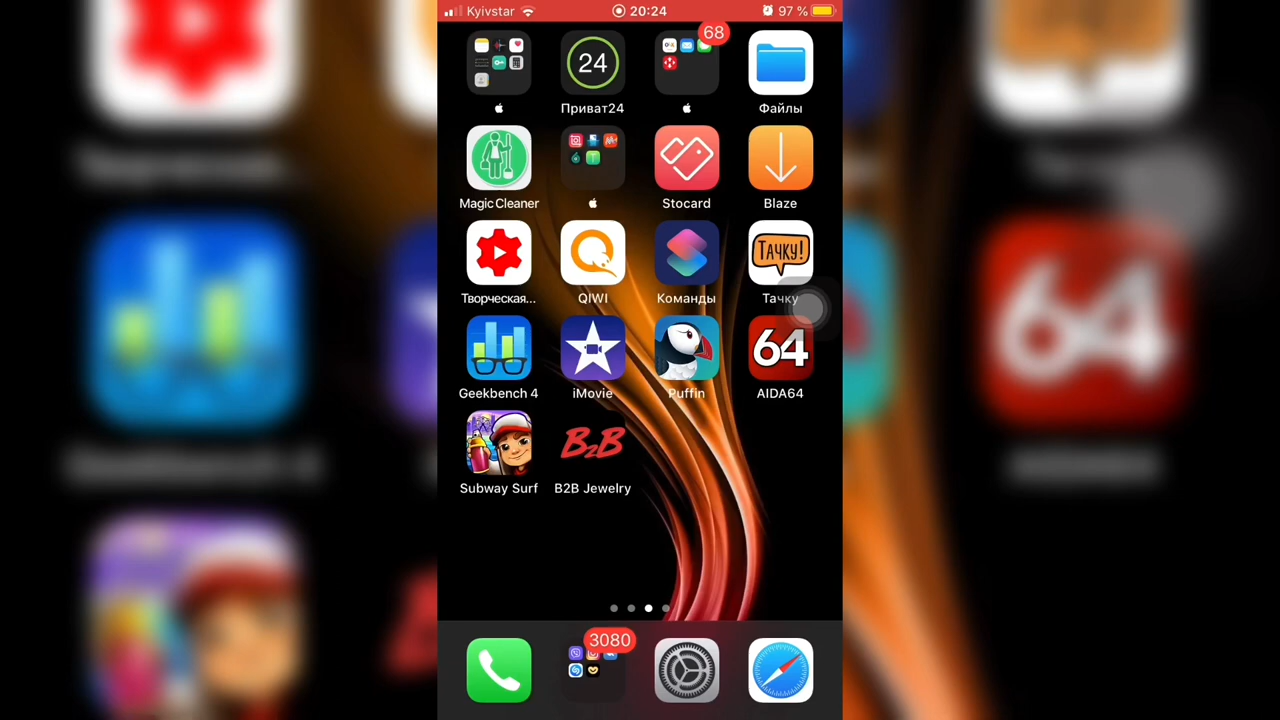 Kyivstar 20:24 97 %
68
24
Приват24 Файлы
Magic Cleaner Stocard Blaze
ТАЧКУ!
Творческая... QIWI Команды Тачку
64
Geekbench 4 iMovie Puffin AIDA64
B2B
Subway Surf B2B Jewelry
3080